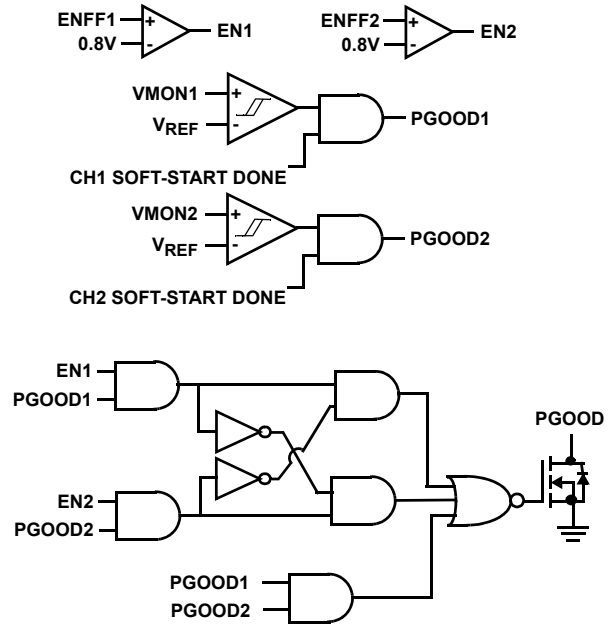 ENFF1
+
0.8V
-
EN1
ENFF2
+
0.8V
-
EN2
VMON1
+
VREF
-
PGOOD1
CH1 SOFT-START DONE
VMON2
+
VREF
-
PGOOD2
CH2 SOFT-START DONE
EN1
PGOOD1
EN2
PGOOD2
PGOOD1
PGOOD2
PGOOD